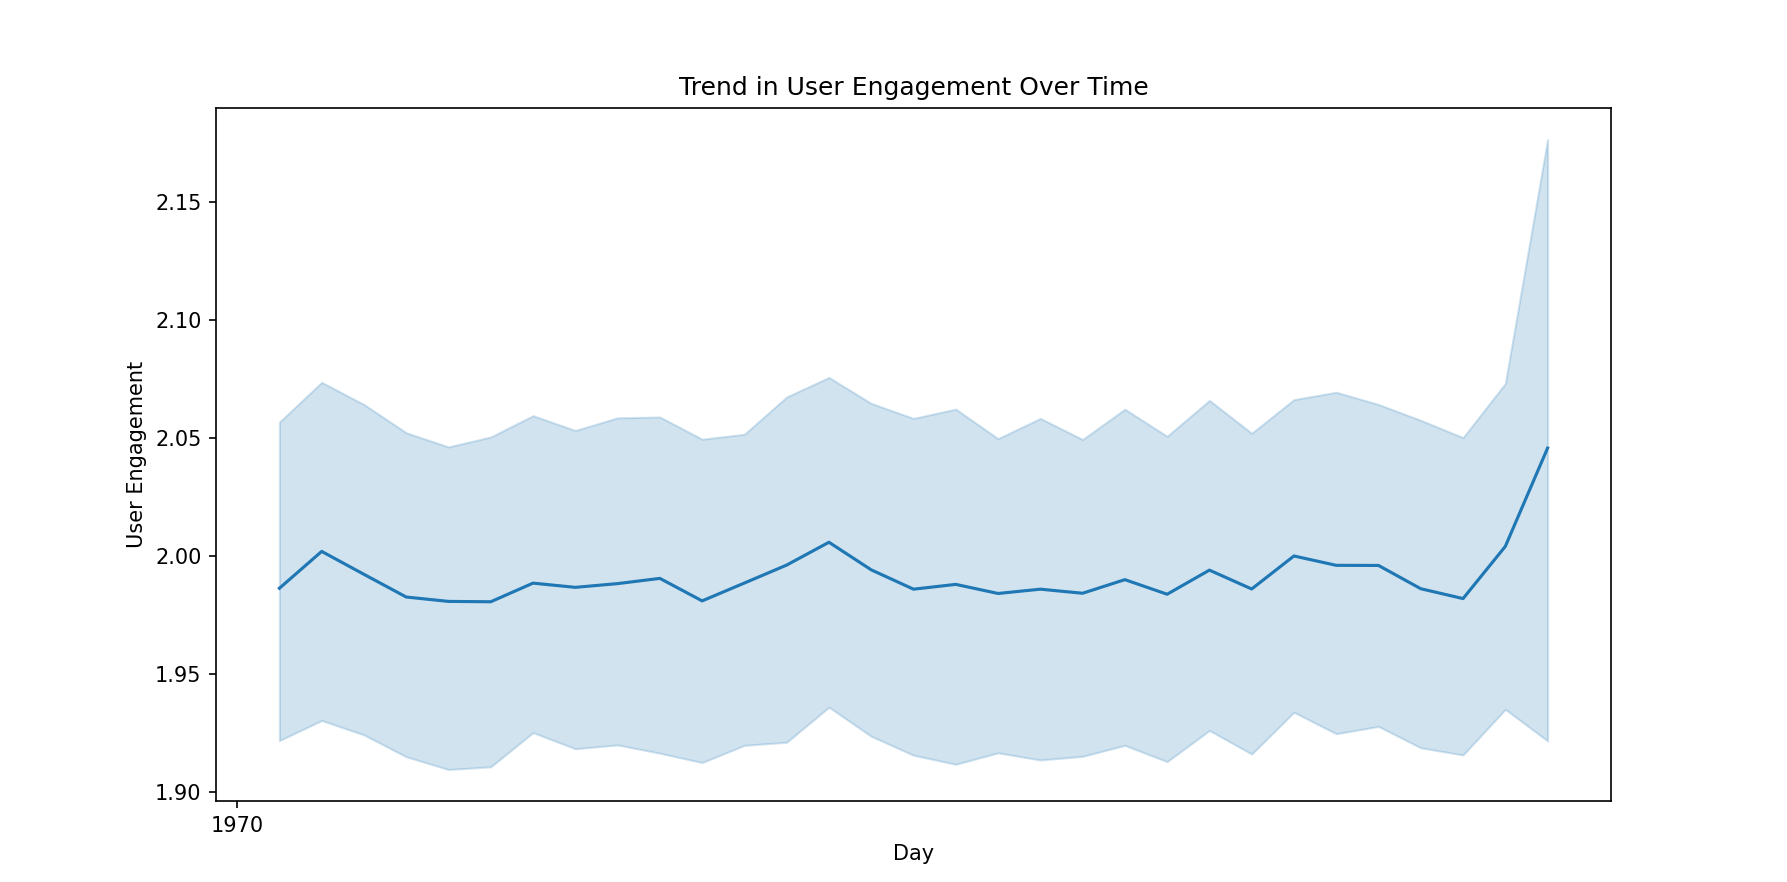 Trend in User Engagement Over Time
User Engagement
2.15
2.10
2.05
2.00
1.95
1.90
1970
Day